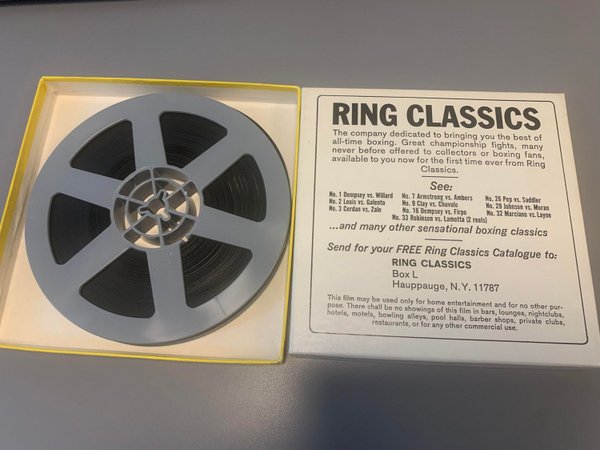 RING CLASSICS
The company dedicated to bringing you the best of
all-time boxing. Great championship fights, many
never before offered to collectors or boxing fans,
available to you now for the first time ever from Ring
Classics.
See:
No. 1 Dempsey vs. Willard No. 7 Armstrong vs. Ambers No. 26 Pep vs. Saddler
No. 2 Louis vs. Galento No. 9 Clay vs. Chuvalo No. 29 Johnson vs. Moran
No. 3 Cerdan vs. Zale No. 16 Dempsey vs. Firpo No. 32 Marciano vs. Layne
No. 33 Robinson vs. Lamotta (2 reels)
...and many other sensational boxing classics
Send for your FREE Ring Classics Catalogue to:
RING CLASSICS
Box L
Hauppauge, N.Y. 11787
This film may be used only for home entertainment and for no other pur-
pose. There shall be no showings of this film in bars, lounges, nightclubs,
hotels, motels, bowling alleys, pool halls, barber shops, private clubs,
restaurants, or for any other commercial use.